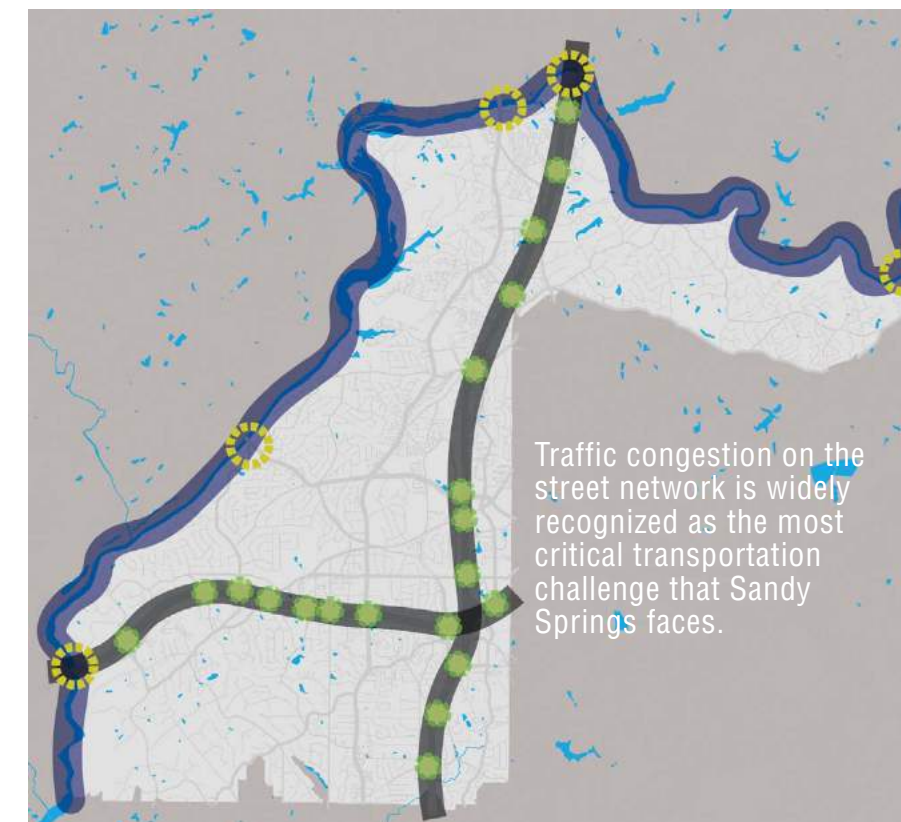 Traffic congestion on the
street network is widely
recognized as the most
critical transportation
challenge that Sandy
Springs faces.